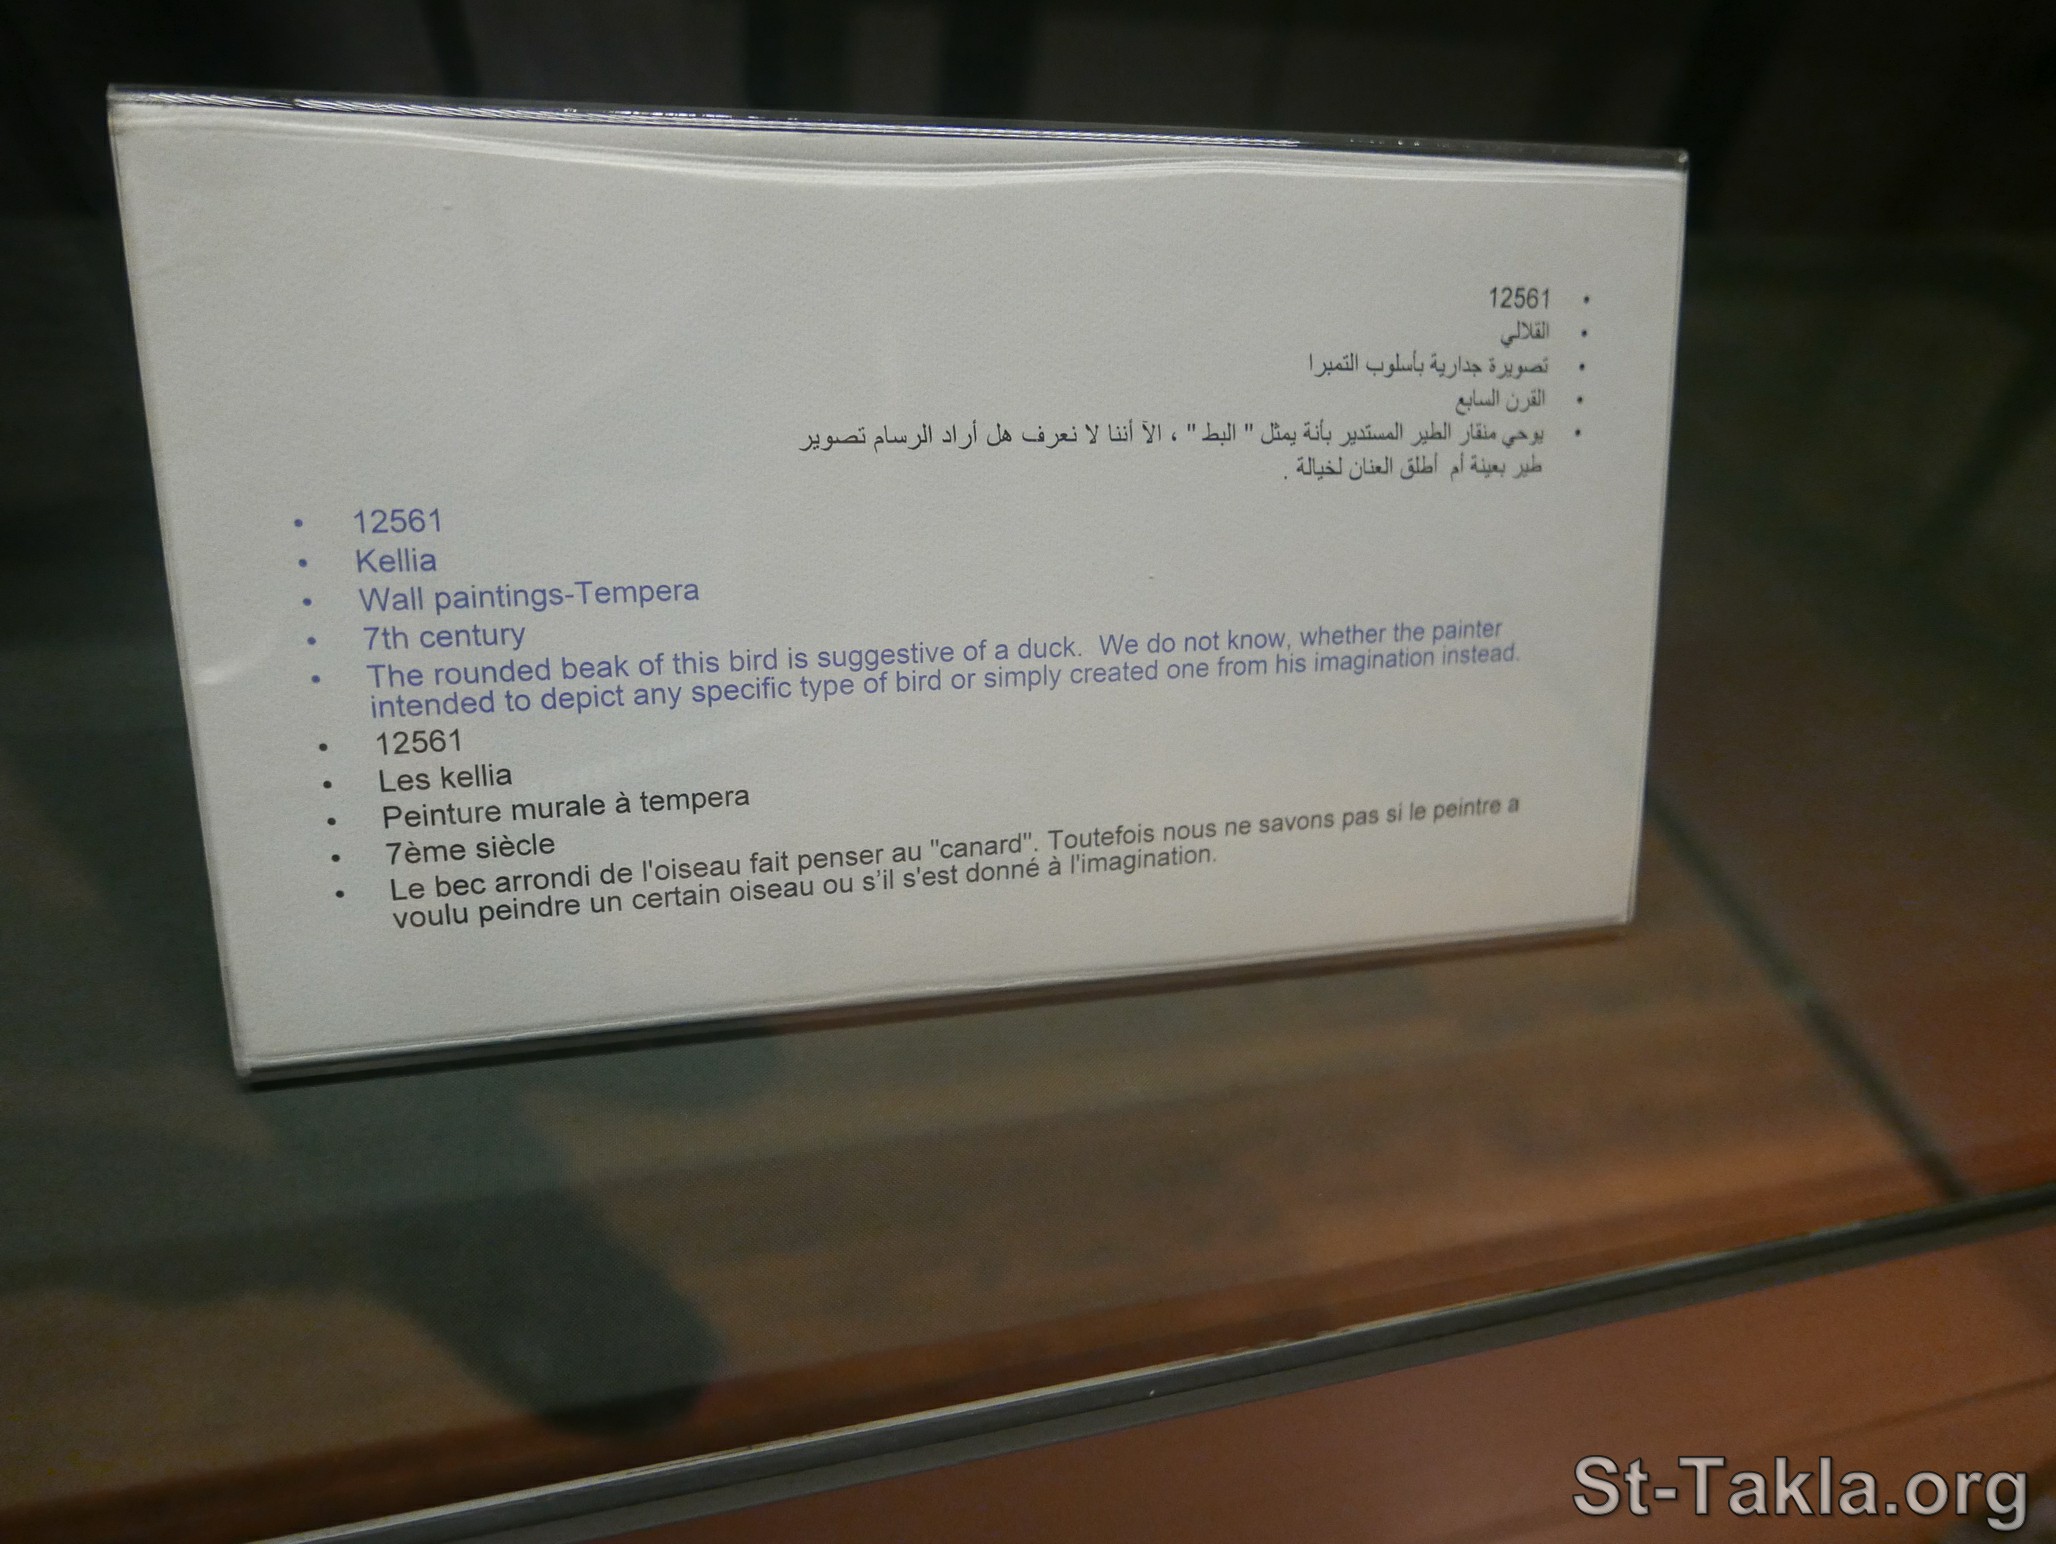 12561
القلالي
تصويرة جدارية بأسلوب التمبرا
القرن السابع
يوحي منقار الطير المستدير بأنة يمثل " البط " ، الآ أننا لا نعرف هل أراد الرسام تصوير
طير بعينة أم أطلق العنان لخيالة .
12561
Kellia
Wall paintings-Tempera
7th century
The rounded beak of this bird is suggestive of a duck.  We do not know, whether the painter
intended to depict any specific type of bird or simply created one from his imagination instead.
12561
Les kellia
Peinture murale à tempera
7ème siècle
Le bec arrondi de l'oiseau fait penser au "canard". Toutefois nous ne savons pas si le peintre a
voulu peindre un certain oiseau ou s’il s'est donné à l'imagination.
St-Takla.org